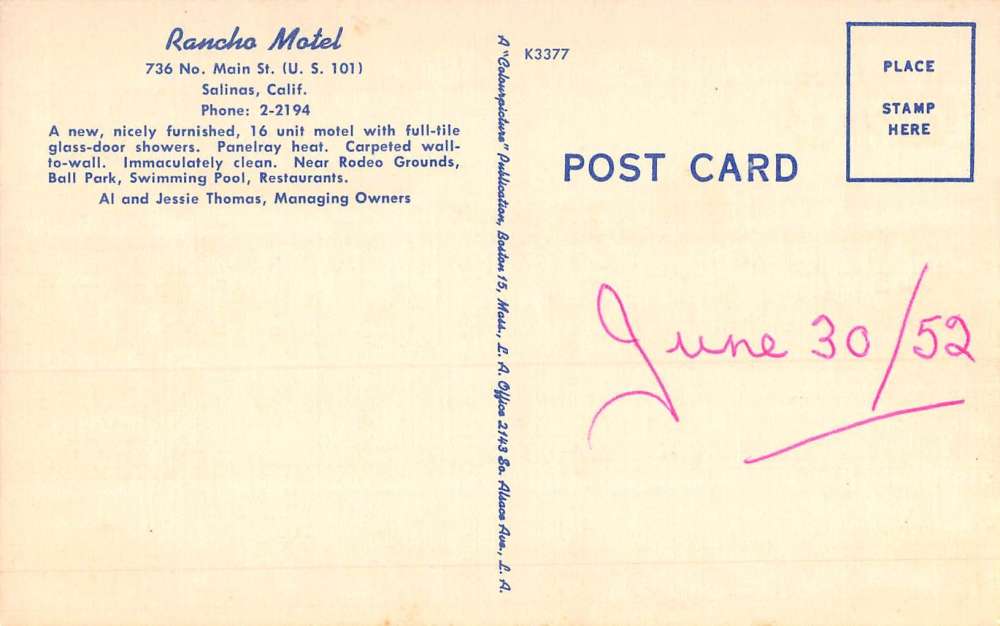 Rancho Motel
736 No. Main St. (U. S. 101)
Salinas, Calif.
Phone: 2-2194
A new, nicely furnished, 16 unit motel with full-tile
glass-door showers. Panelray heat. Carpeted wall-
to-wall. Immaculately clean. Near Rodeo Grounds,
Ball Park, Swimming Pool, Restaurants.
Al and Jessie Thomas, Managing Owners
A "Colourpicture" Publication, Boston 15, Mass., L. A. Office 2143 So. Alsace Ave., L. A.
K3377
PLACE
STAMP
HERE
POST CARD
June 30/52